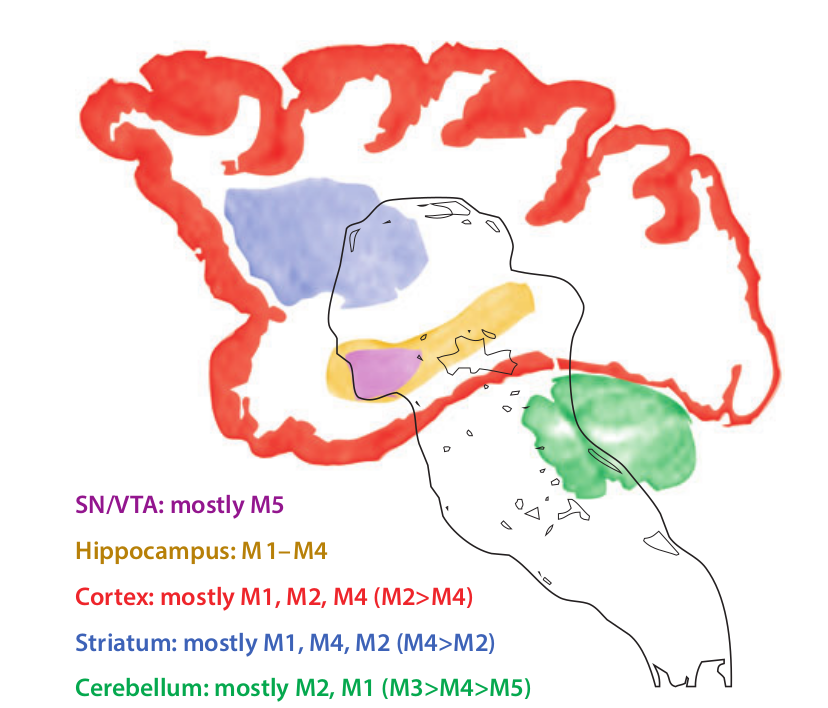 SN/VTA: mostly M5
Hippocampus: M1–M4
Cortex: mostly M1, M2, M4 (M2>M4)
Striatum: mostly M1, M4, M2 (M4>M2)
Cerebellum: mostly M2, M1 (M3>M4>M5)